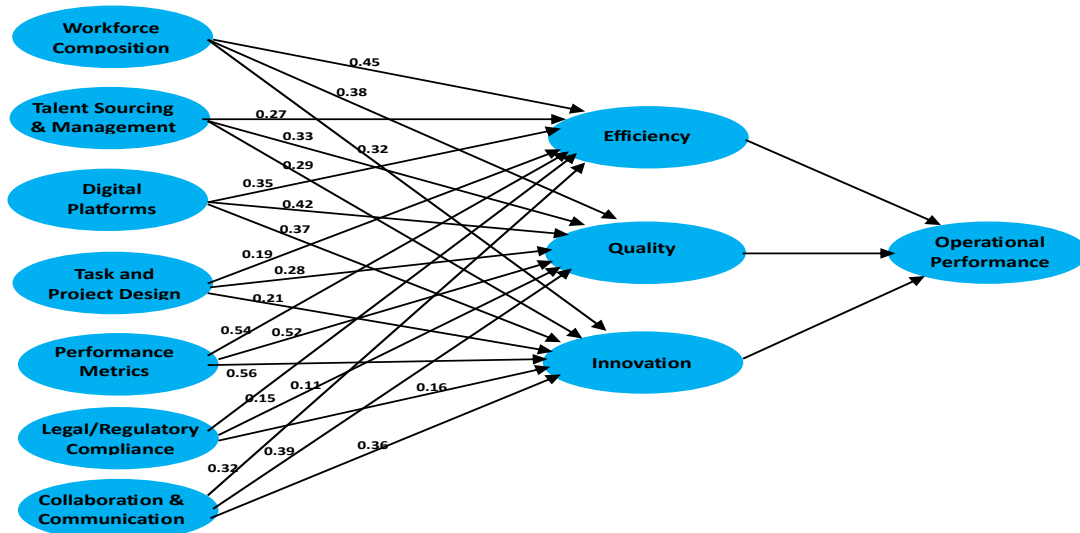 Workforce
Composition
0.45
0.38
Talent Sourcing
& Management
0.27
0.33
0.29
0.32
Efficiency
Digital
Platforms
0.35
0.42
0.37
Quality
Operational
Performance
Task and
Project Design
0.19
0.28
0.21
Performance
Metrics
0.54
0.52
0.56
Innovation
Legal/Regulatory
Compliance
0.15
0.11
0.16
Collaboration &
Communication
0.32
0.39
0.36